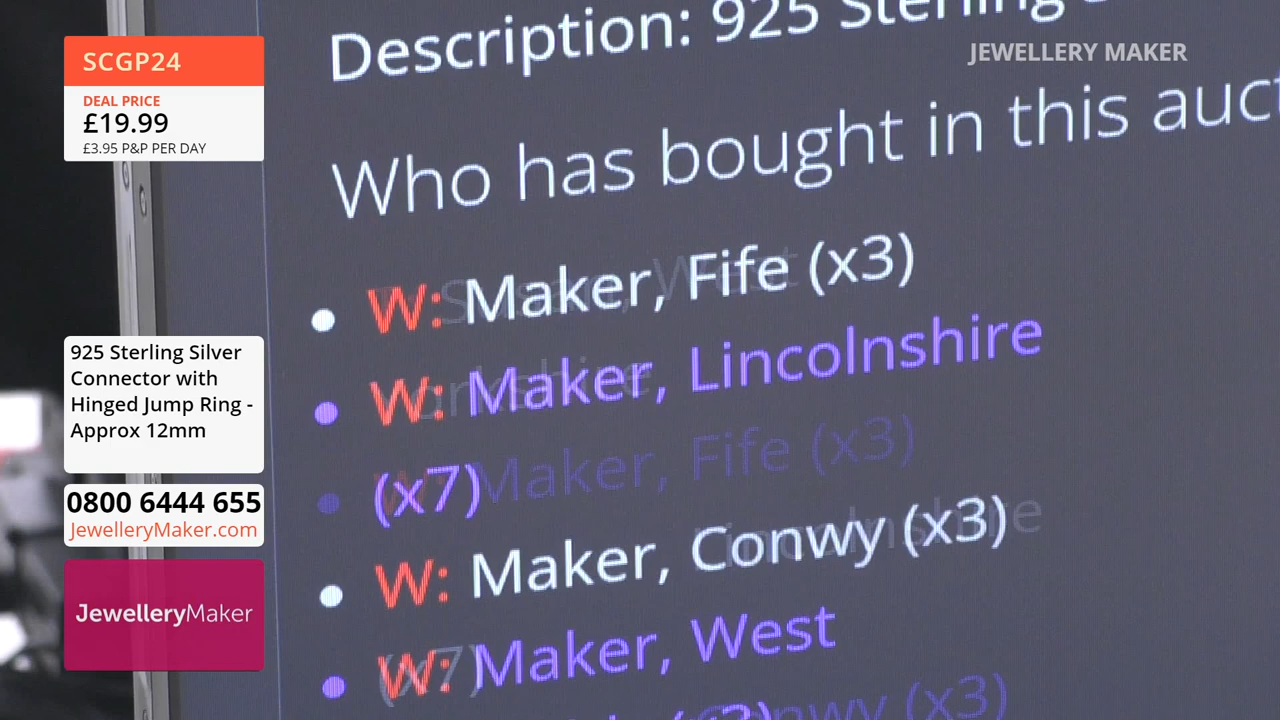 SCGP24
DEAL PRICE
£19.99
£3.95 P&P PER DAY
925 Sterling Silver
Connector with
Hinged Jump Ring -
Approx 12mm
0800 6444 655
JewelleryMaker.com
JewelleryMaker
JEWELLERY MAKER
Description: 925 Sterling
Who has bought in this
W: Maker, Fife (x3)
W: Maker, Lincolnshire
(x7)
W: Maker, Conwy (x3)
W: Maker, West
(x3)